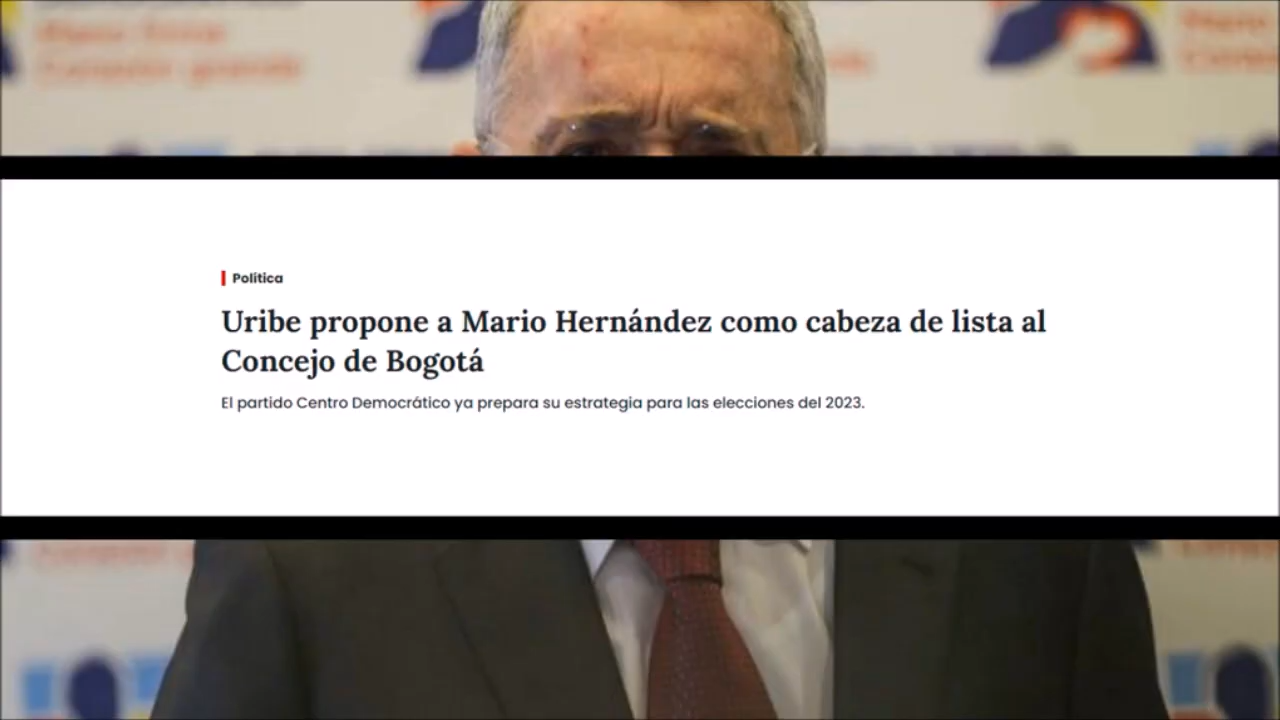 Política
Uribe propone a Mario Hernández como cabeza de lista al
Concejo de Bogotá
El partido Centro Democrático ya prepara su estrategia para las elecciones del 2023.